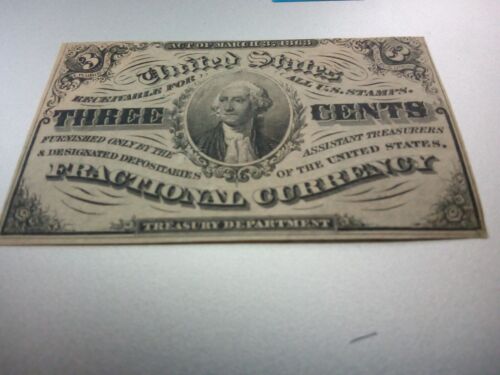 ACT OF MARCH 3, 1863
3 3
United States
RECEIVABLE FOR ALL U.S. STAMPS.
THREE CENTS
FURNISHED ONLY BY THE ASSISTANT TREASURERS
& DESIGNATED DEPOSITARIES OF THE UNITED STATES.
FRACTIONAL CURRENCY
TREASURY DEPARTMENT